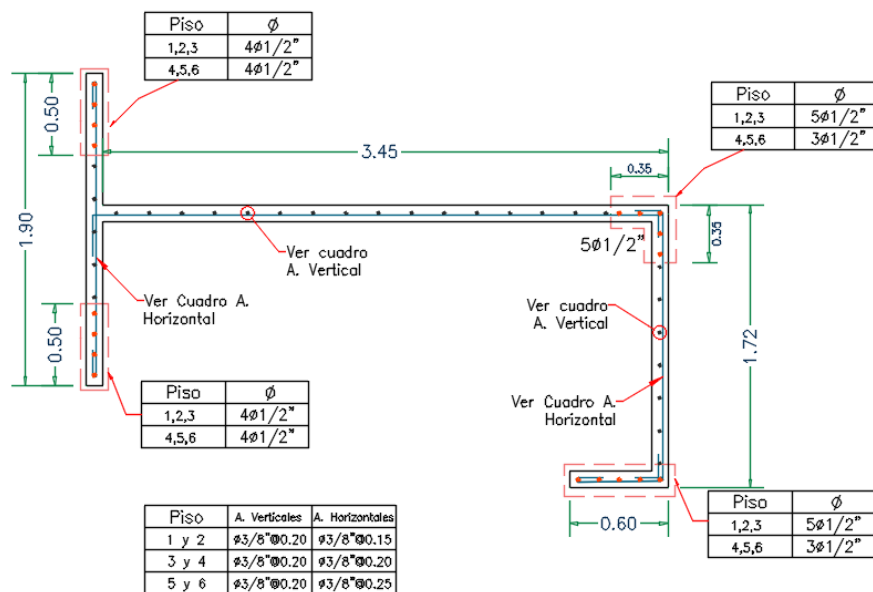 Piso Ø
1,2,3 4Ø1/2"
4,5,6 4Ø1/2"
Piso Ø
1,2,3 5Ø1/2"
4,5,6 3Ø1/2"
0.50
3.45
0.35
1.90
Ver cuadro
A. Vertical
5Ø1/2"
0.35
Ver Cuadro A.
Horizontal
Ver cuadro
A. Vertical
0.50
1.72
Ver Cuadro A.
Horizontal
Piso Ø
1,2,3 4Ø1/2"
4,5,6 4Ø1/2"
0.60
Piso Ø
1,2,3 5Ø1/2"
4,5,6 3Ø1/2"
Piso A. Verticales A. Horizontales
1 y 2 Ø3/8"@0.20 Ø3/8"@0.15
3 y 4 Ø3/8"@0.20 Ø3/8"@0.20
5 y 6 Ø3/8"@0.20 Ø3/8"@0.25